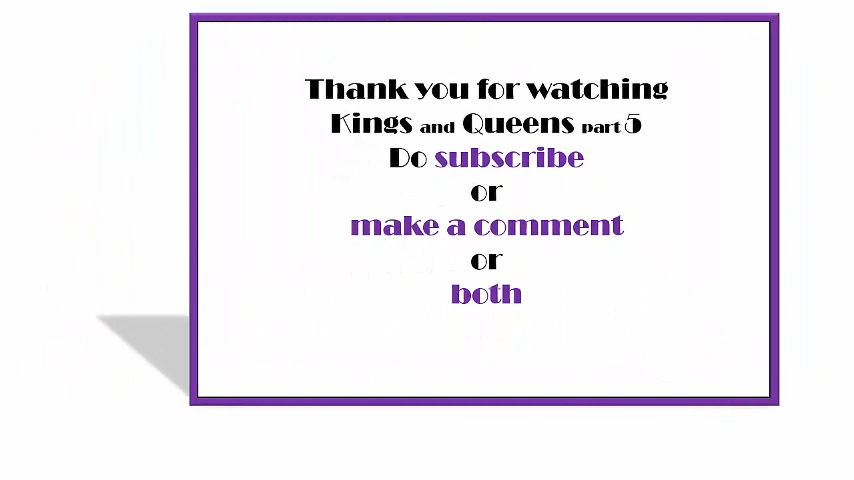 Thank you for watching
Kings and Queens part 5
Do subscribe
or
make a comment
or
both